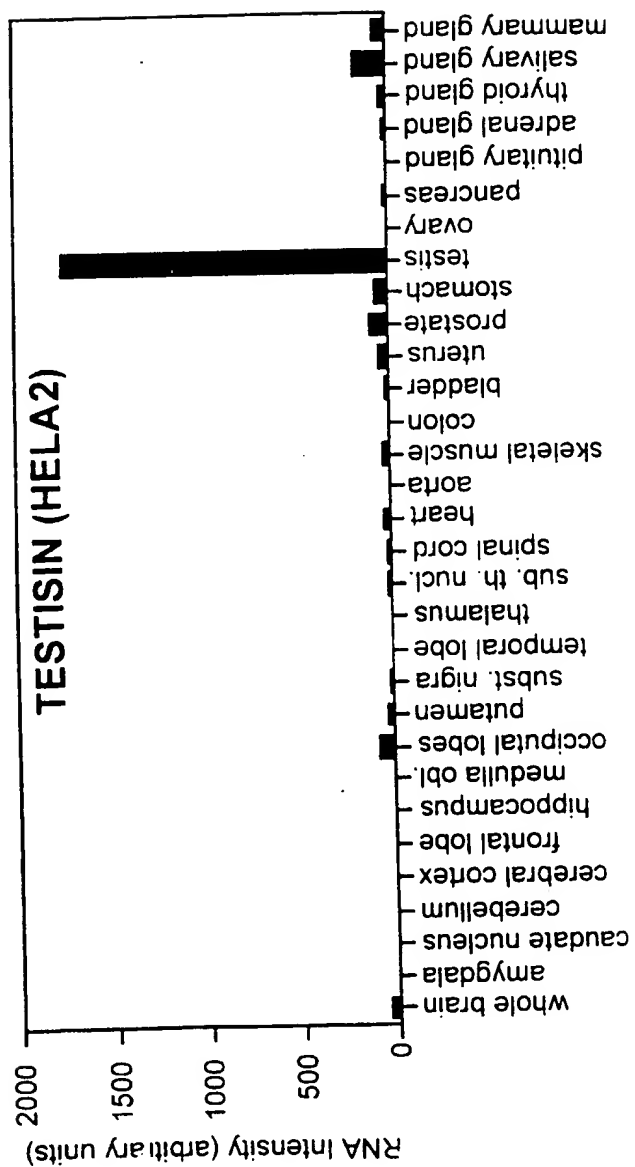 TESTISIN (HELA2)
RNA Intensity (arbitrary units)
2000
1500
1000
500
0
whole brain
amygdala
caudate nucleus
cerebellum
cerebral cortex
frontal lobe
hippocampus
medulla obl.
occiputal lobes
putamen
subst. nigra
temporal lobe
thalamus
sub. th. nucl.
spinal cord
heart
aorta
skeletal muscle
colon
bladder
uterus
prostate
stomach
testis
ovary
pancreas
pituitary gland
adrenal gland
thyroid gland
salivary gland
mammary gland